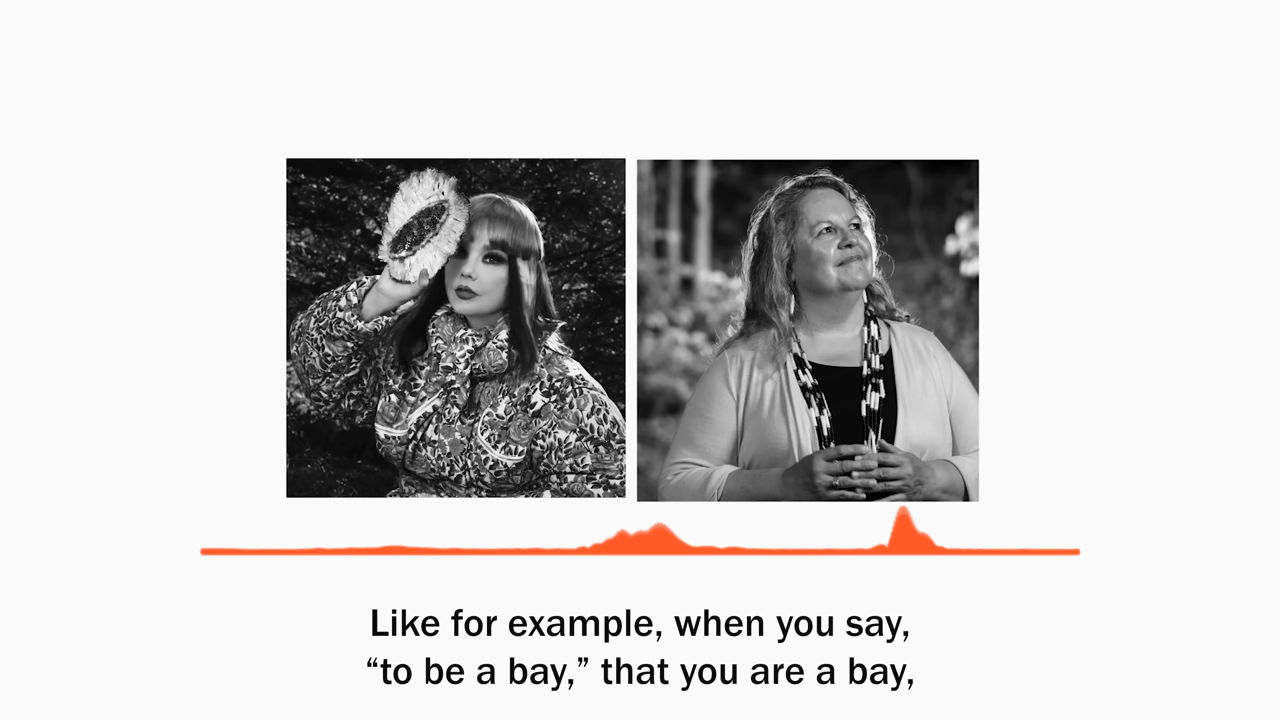 Like for example, when you say,
“to be a bay,” that you are a bay,